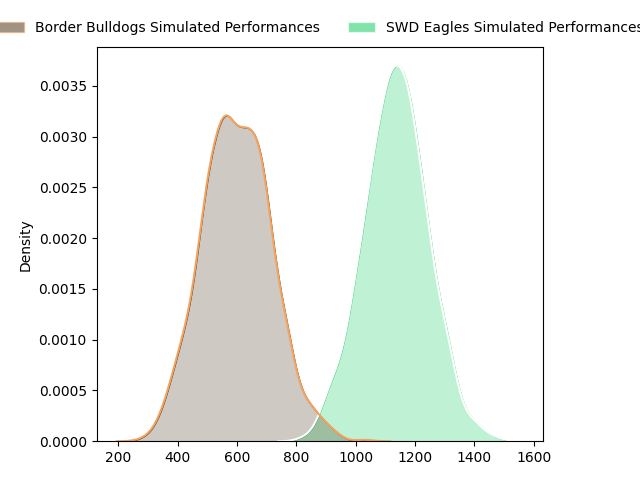 Border Bulldogs Simulated Performances
SWD Eagles Simulated Performances
Density
0.0035
0.0030
0.0025
0.0020
0.0015
0.0010
0.0005
0.0000
200 400 600 800 1000 1200 1400 1600